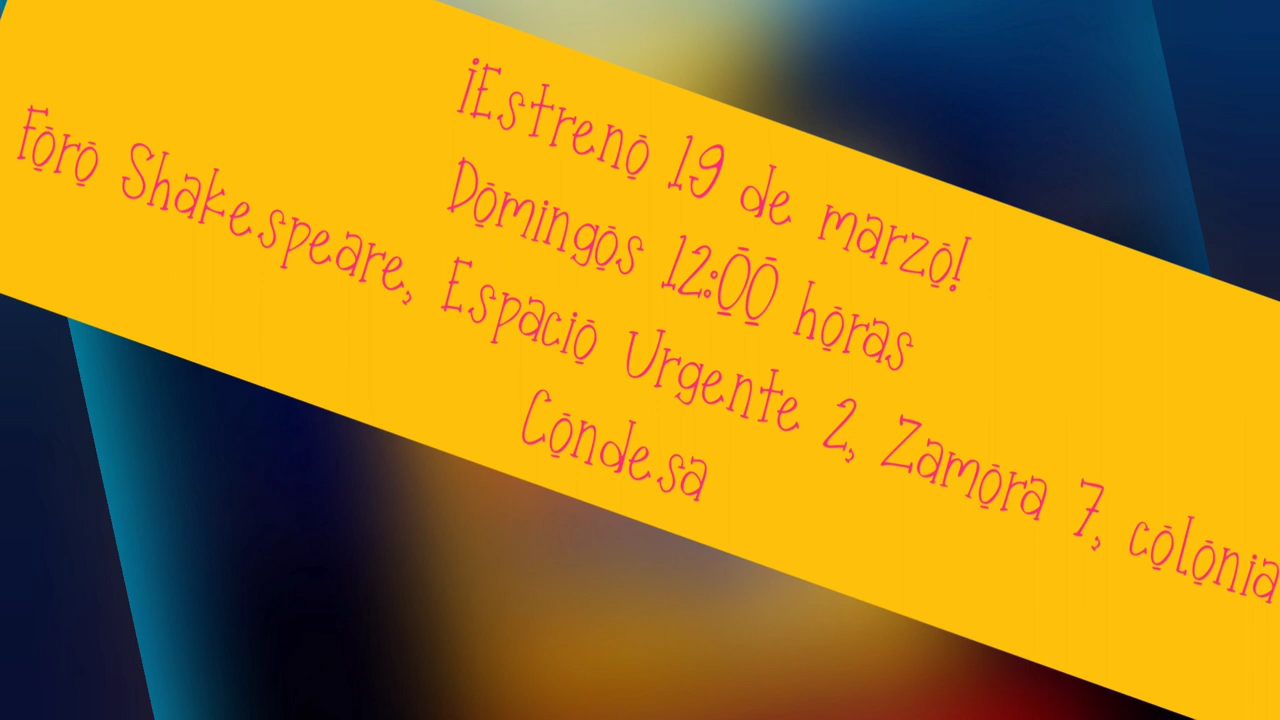 ¡Estreno 19 de marzo!
Domingos 12:00 horas
Foro Shakespeare, Espacio Urgente 2, Zamora 7, colonia
Condesa